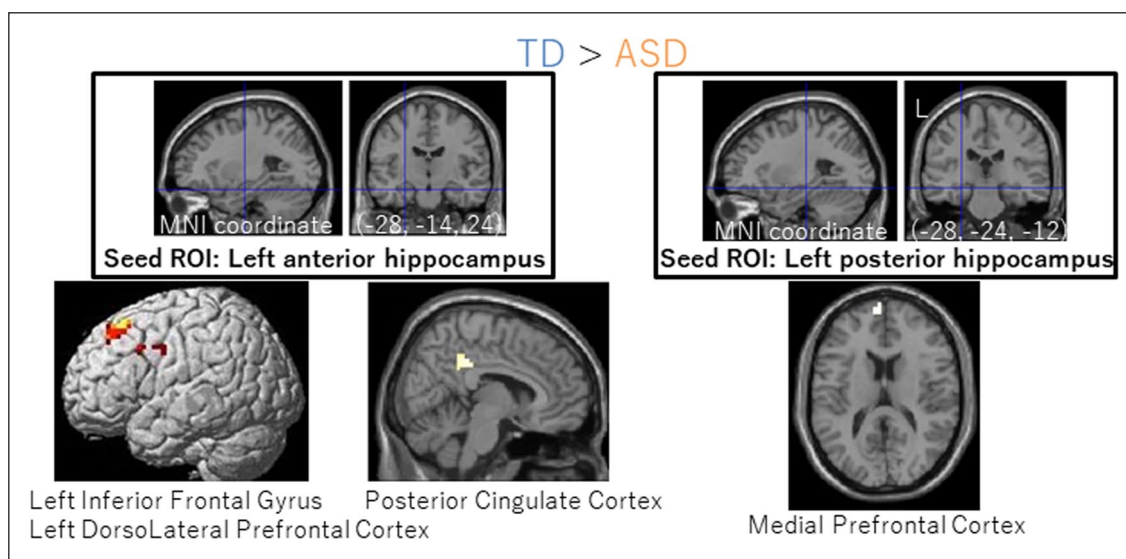 TD > ASD
MNI coordinate (-28, -14, 24)
Seed ROI: Left anterior hippocampus
L
MNI coordinate (-28, -24, -12)
Seed ROI: Left posterior hippocampus
Left Inferior Frontal Gyrus
Left DorsoLateral Prefrontal Cortex
Posterior Cingulate Cortex
Medial Prefrontal Cortex